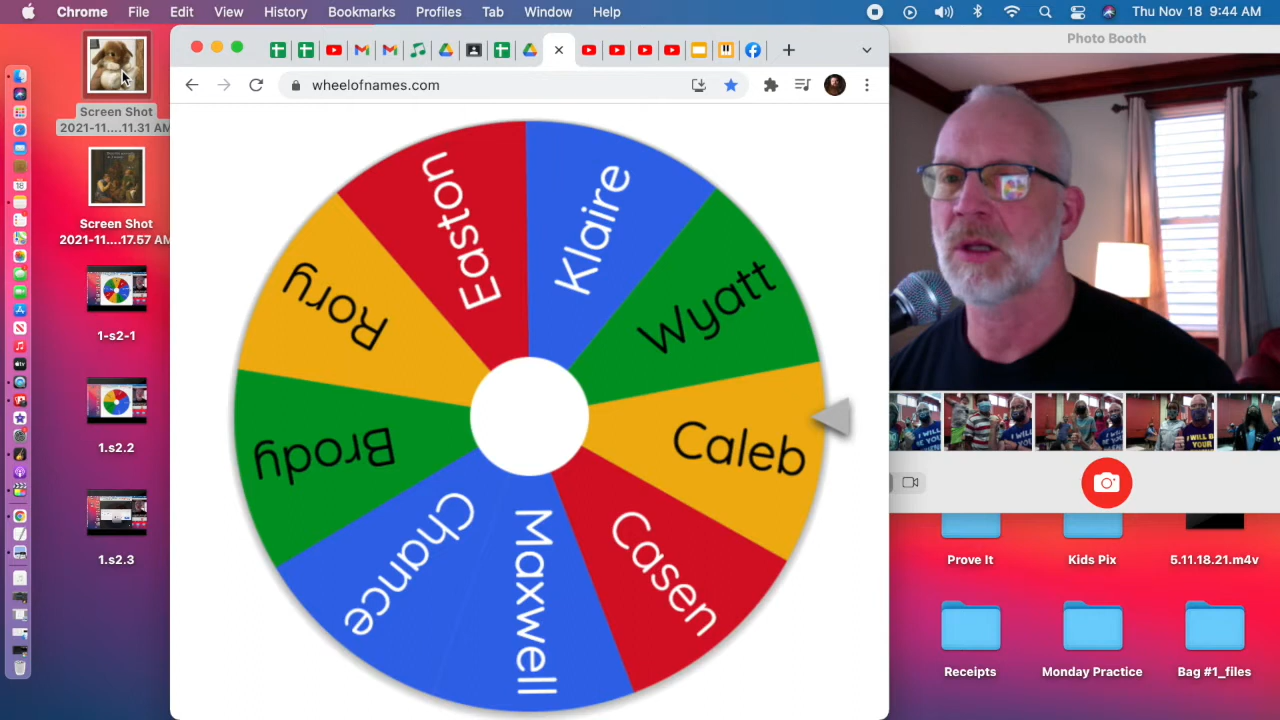 Chrome File Edit View History Bookmarks Profiles Tab Window Help Thu Nov 18 9:44 AM
Photo Booth
wheelofnames.com
Screen Shot
2021-11....11.31 AM
Screen Shot
2021-11....17.57 AM
1-s2-1
1.s2.2
1.s2.3
Easton
Klaire
Wyatt
Caleb
Casen
Maxwell
Chance
Brody
Rory
I WILL
BE YOUR
Prove It
Kids Pix
5.11.18.21.m4v
Receipts
Monday Practice
Bag #1_files